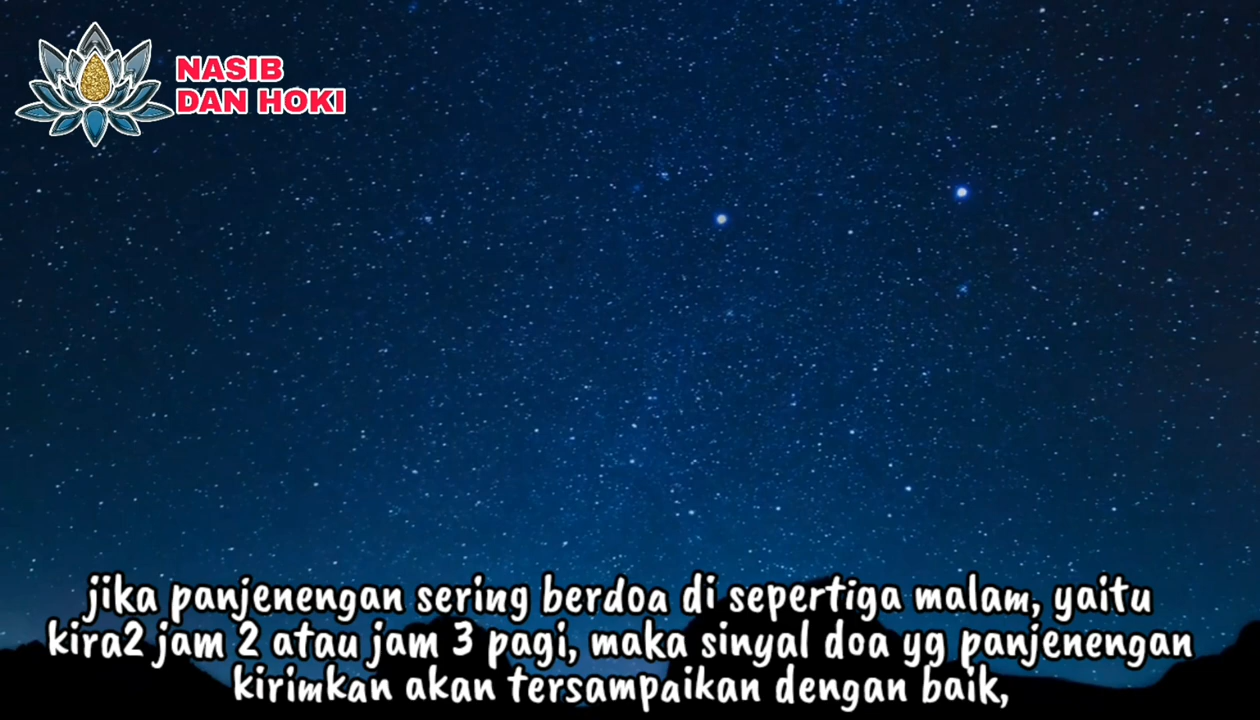 NASIB
DAN HOKI
jika panjenengan sering berdoa di sepertiga malam, yaitu
kira2 jam 2 atau jam 3 pagi, maka sinyal doa yg panjenengan
kirimkan akan tersampaikan dengan baik,